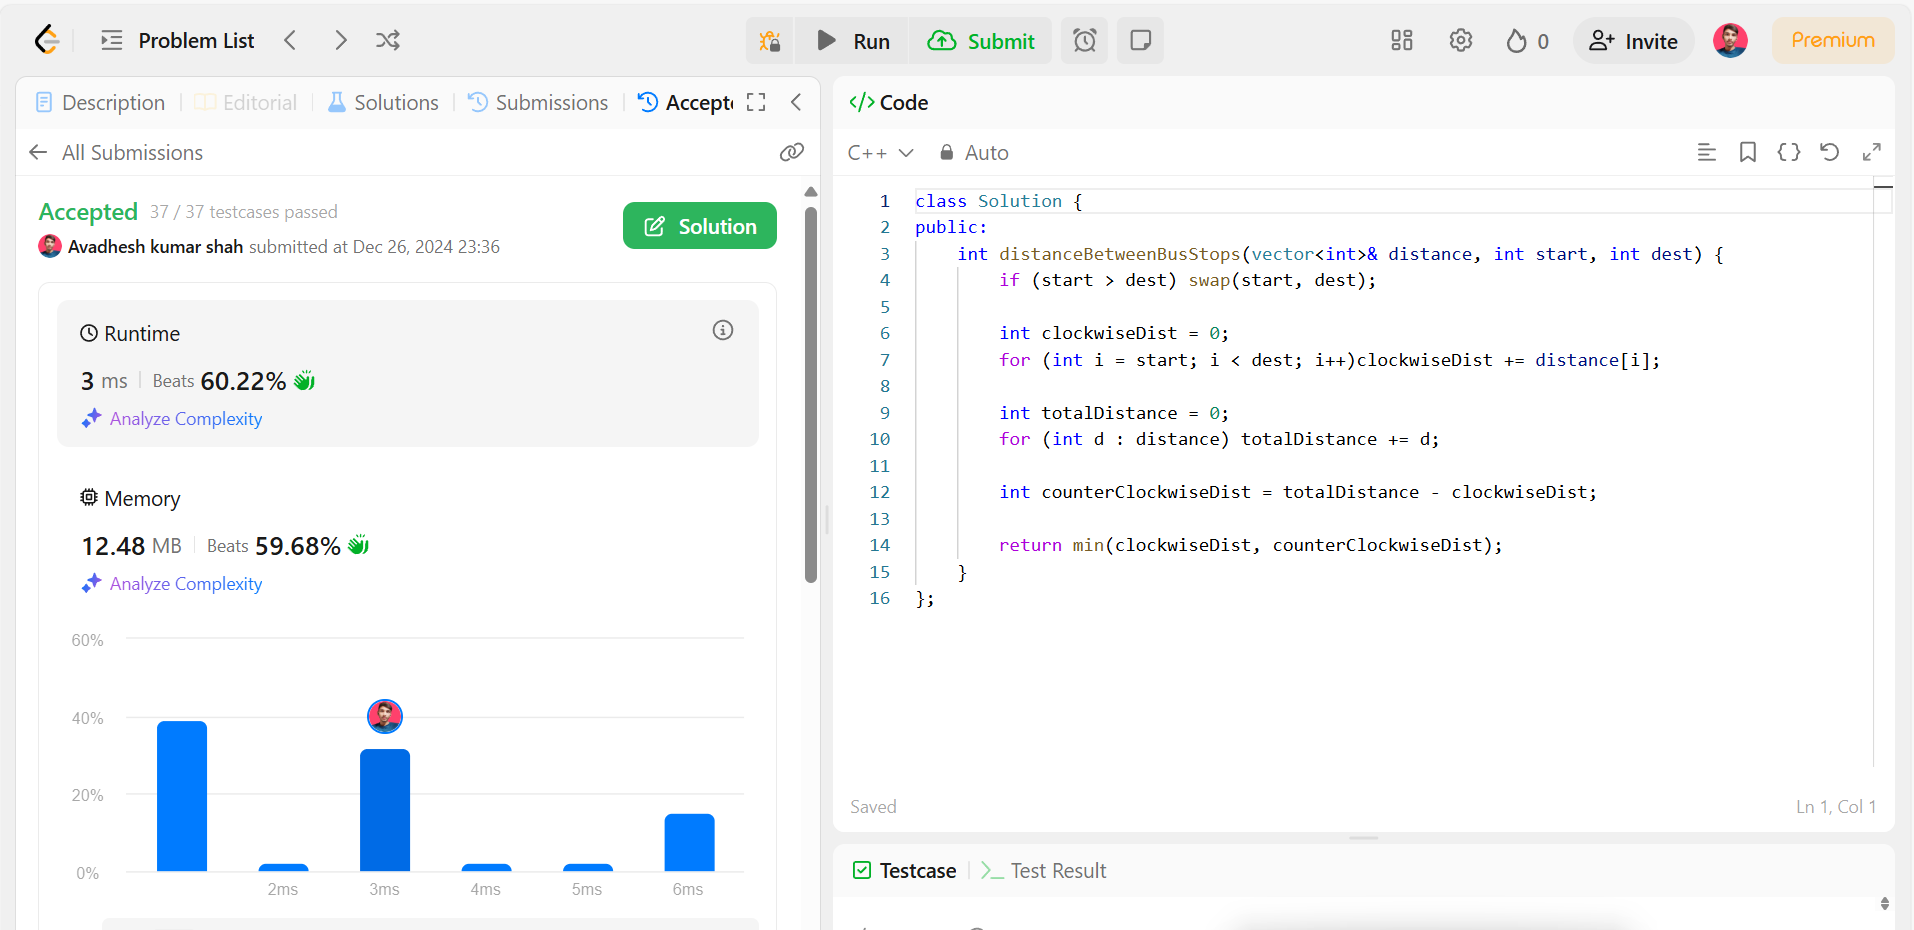 Problem List
Run
Submit
0
Invite
Premium
Description
Editorial
Solutions
Submissions
Accepte
All Submissions
Accepted 37 / 37 testcases passed
Avadhesh kumar shah submitted at Dec 26, 2024 23:36
Solution
Runtime
3 ms Beats 60.22%
Analyze Complexity
Memory
12.48 MB Beats 59.68%
Analyze Complexity
60%
40%
20%
0%
2ms 3ms 4ms 5ms 6ms
</> Code
C++ Auto
1 class Solution {
2 public:
3 int distanceBetweenBusStops(vector<int>& distance, int start, int dest) {
4 if (start > dest) swap(start, dest);
5
6 int clockwiseDist = 0;
7 for (int i = start; i < dest; i++)clockwiseDist += distance[i];
8
9 int totalDistance = 0;
10 for (int d : distance) totalDistance += d;
11
12 int counterClockwiseDist = totalDistance - clockwiseDist;
13
14 return min(clockwiseDist, counterClockwiseDist);
15 }
16 };
Saved
Ln 1, Col 1
Testcase
Test Result